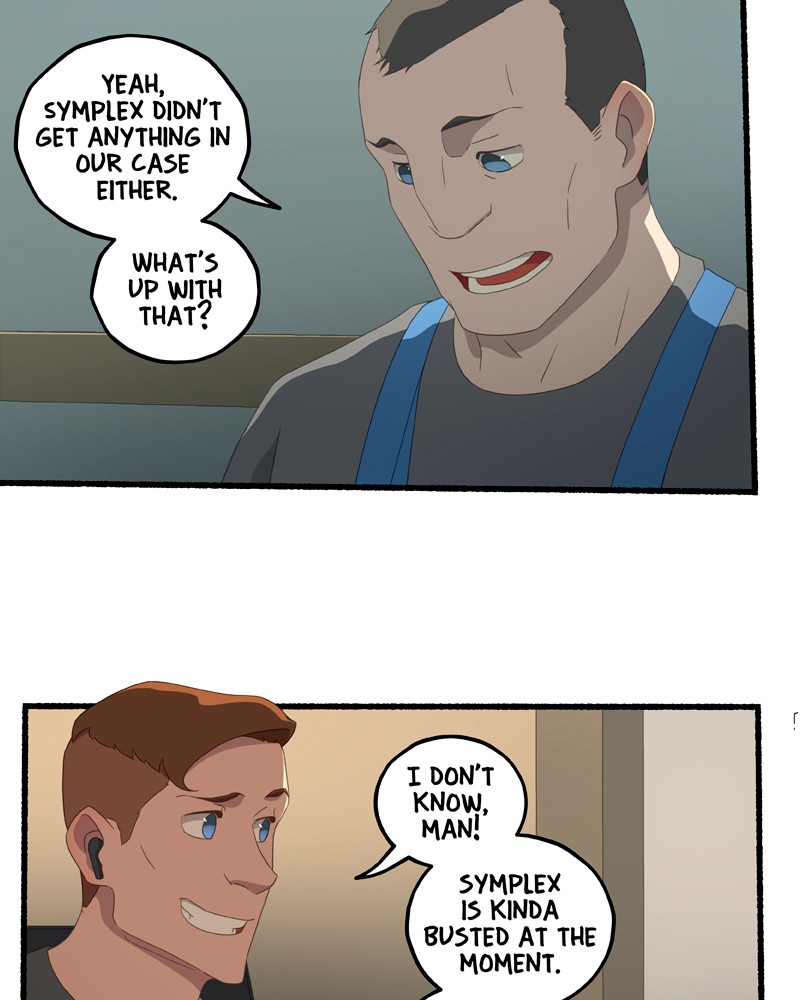 YEAH,
SYMPLEX DIDN'T
GET ANYTHING IN
OUR CASE
EITHER.
WHAT'S
UP WITH
THAT?
I DON'T
KNOW,
MAN!
SYMPLEX
IS KINDA
BUSTED AT THE
MOMENT.